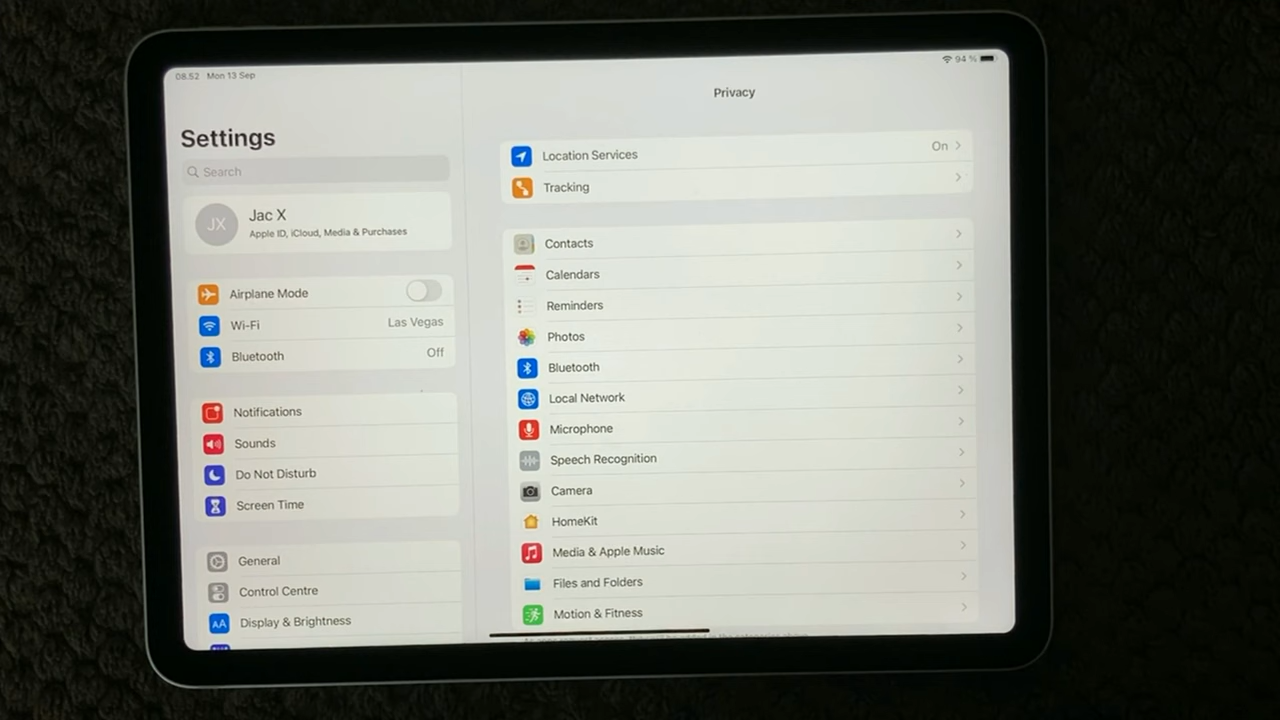 08.52 Mon 13 Sep
94 %
Settings
Search
JX
Jac X
Apple ID, iCloud, Media & Purchases
Airplane Mode
Wi-Fi Las Vegas
Bluetooth Off
Notifications
Sounds
Do Not Disturb
Screen Time
General
Control Centre
AA Display & Brightness
Privacy
Location Services On
Tracking
Contacts
Calendars
Reminders
Photos
Bluetooth
Local Network
Microphone
Speech Recognition
Camera
HomeKit
Media & Apple Music
Files and Folders
Motion & Fitness